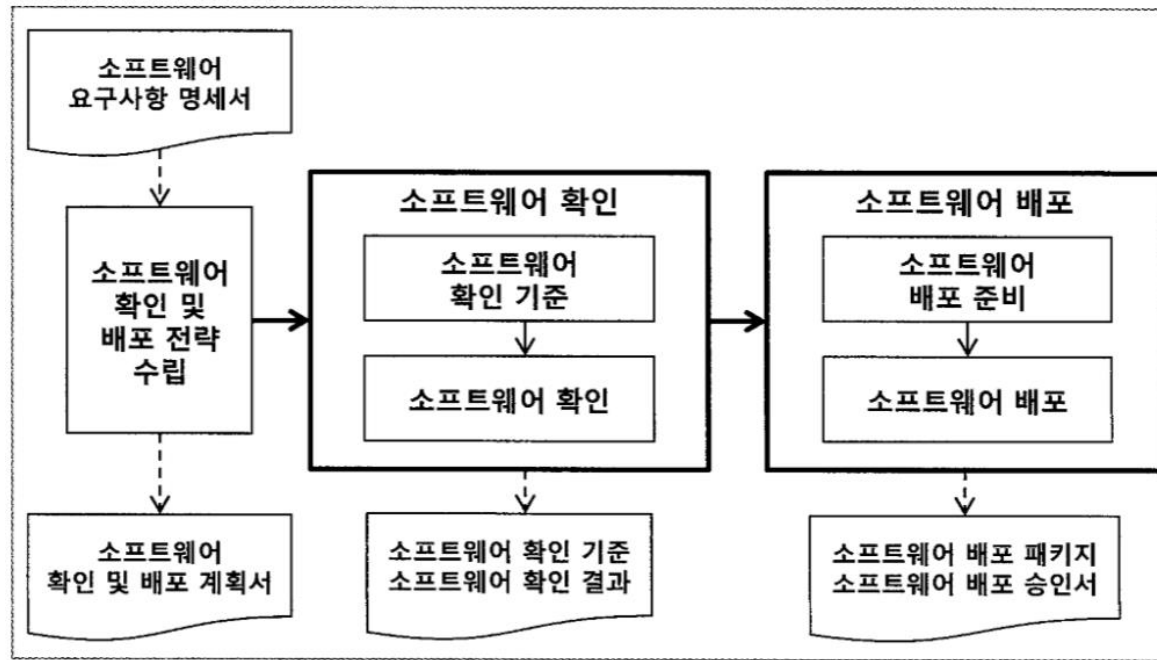 소프트웨어
요구사항 명세서
소프트웨어
확인 및
배포 전략
수립
소프트웨어 확인
소프트웨어
확인 기준
소프트웨어 확인
소프트웨어 배포
소프트웨어
배포 준비
소프트웨어 배포
소프트웨어
확인 및 배포 계획서
소프트웨어 확인 기준
소프트웨어 확인 결과
소프트웨어 배포 패키지
소프트웨어 배포 승인서